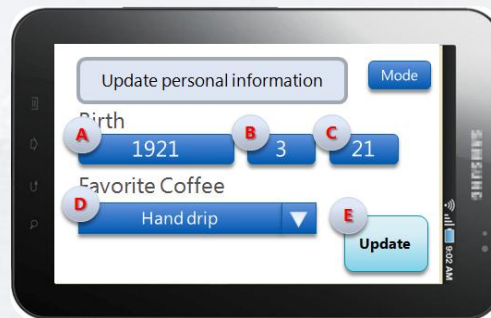 Update personal information
Mode
Birth
A
1921
B
3
C
21
Favorite Coffee
D
Hand drip
E
Update
SAMSUNG
9:02 AM